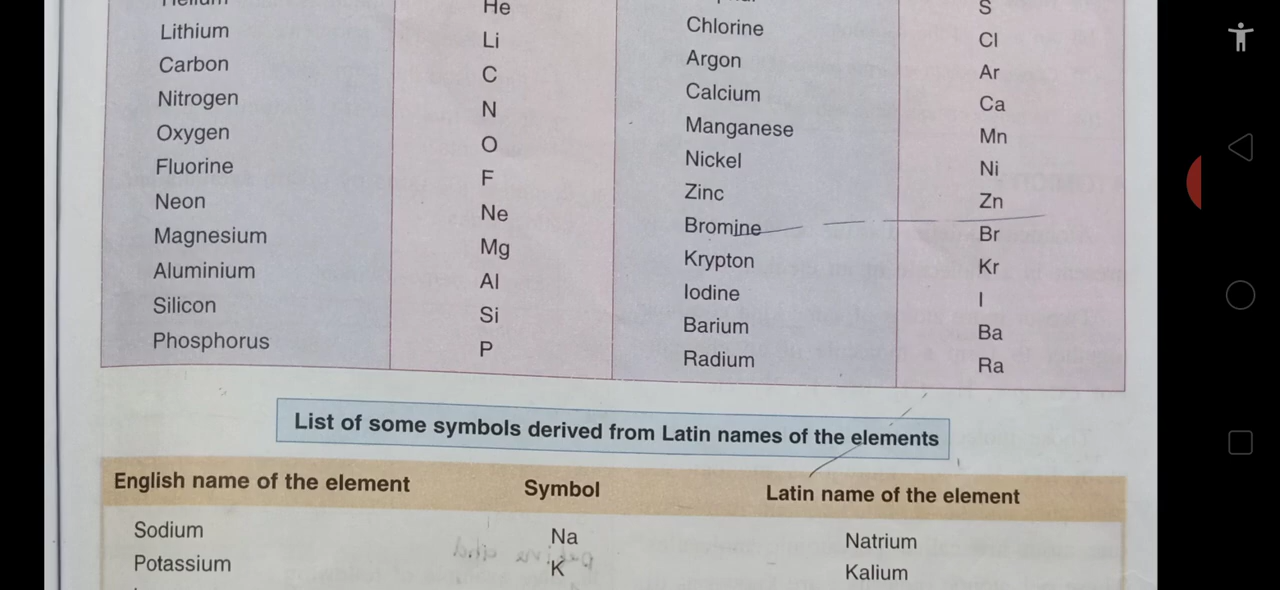 He
Lithium Li
Carbon C
Nitrogen N
Oxygen O
Fluorine F
Neon Ne
Magnesium Mg
Aluminium Al
Silicon Si
Phosphorus P
S
Chlorine Cl
Argon Ar
Calcium Ca
Manganese Mn
Nickel Ni
Zinc Zn
Bromine Br
Krypton Kr
Iodine I
Barium Ba
Radium Ra
List of some symbols derived from Latin names of the elements
English name of the element Symbol Latin name of the element
Sodium Na Natrium
Potassium K Kalium